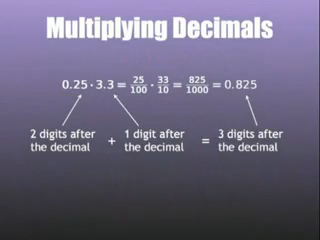 Multiplying Decimals
0.25 · 3.3 = 25/100 · 33/10 = 825/1000 = 0.825
2 digits after the decimal + 1 digit after the decimal = 3 digits after the decimal